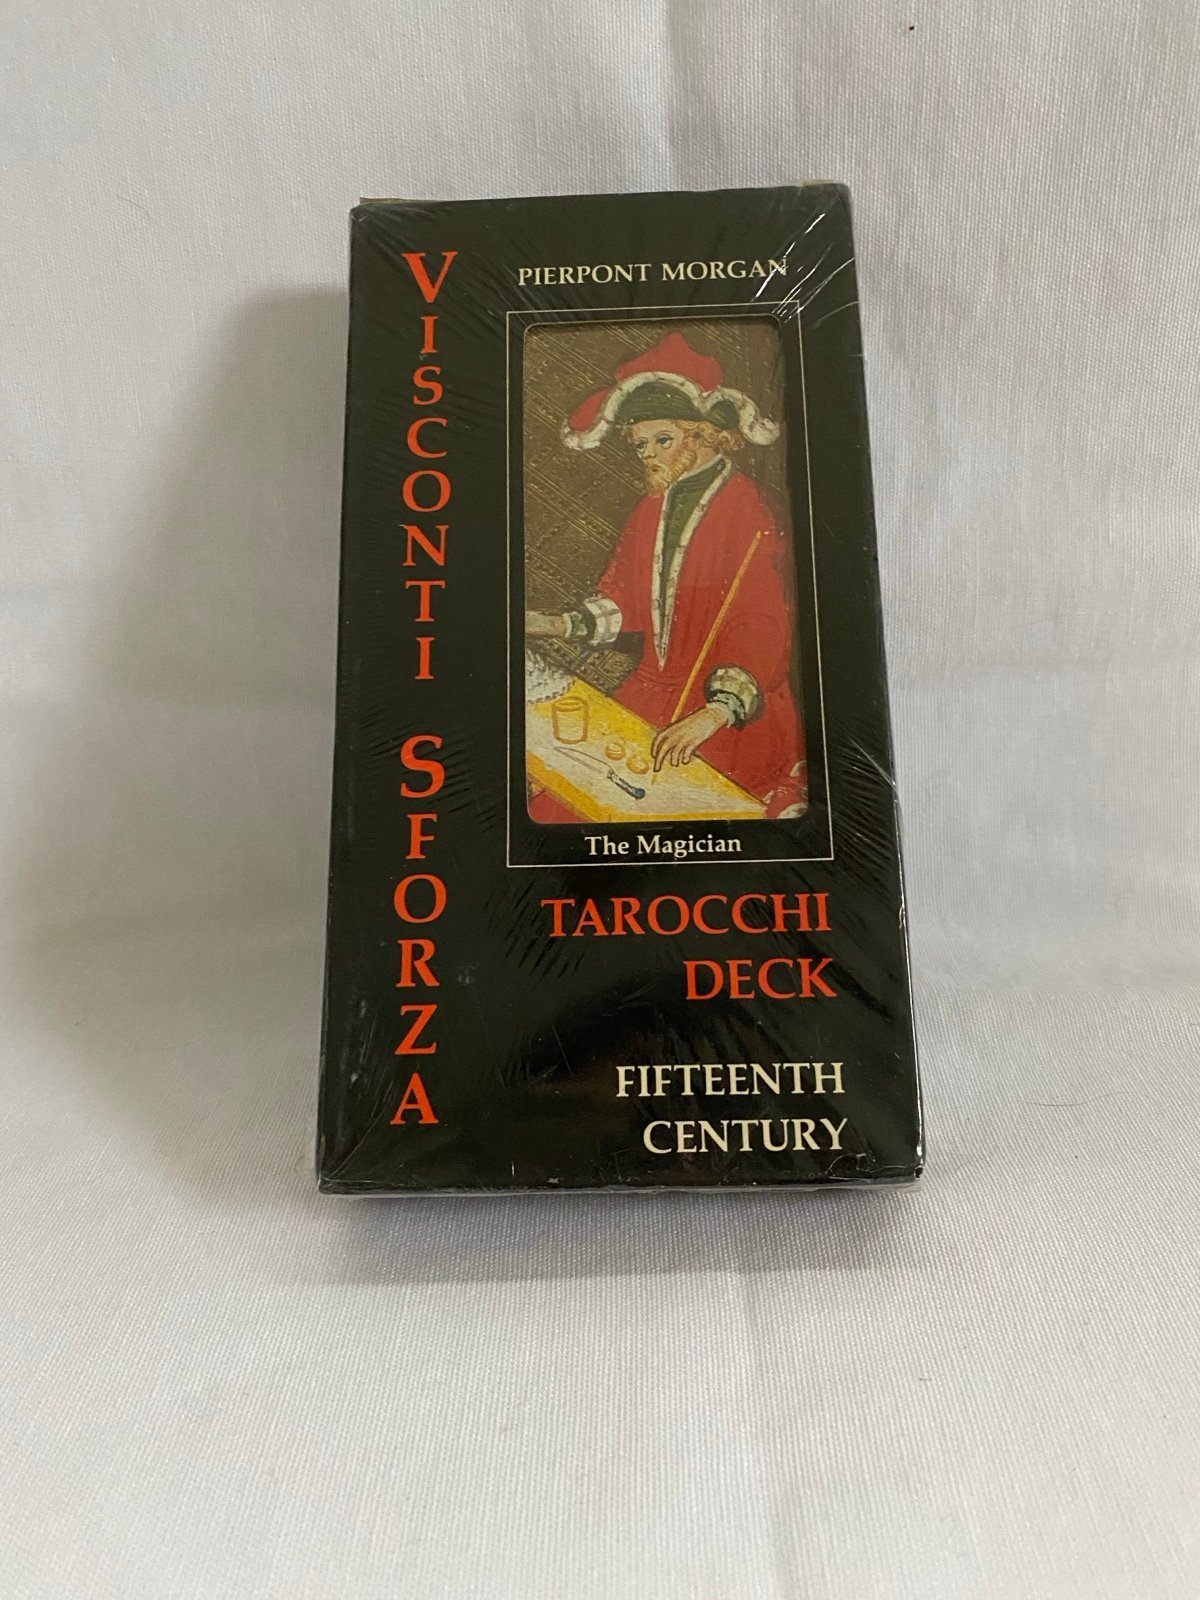 VISCONTI SFORZA
PIERPONT MORGAN
The Magician
TAROCCHI
DECK
FIFTEENTH
CENTURY